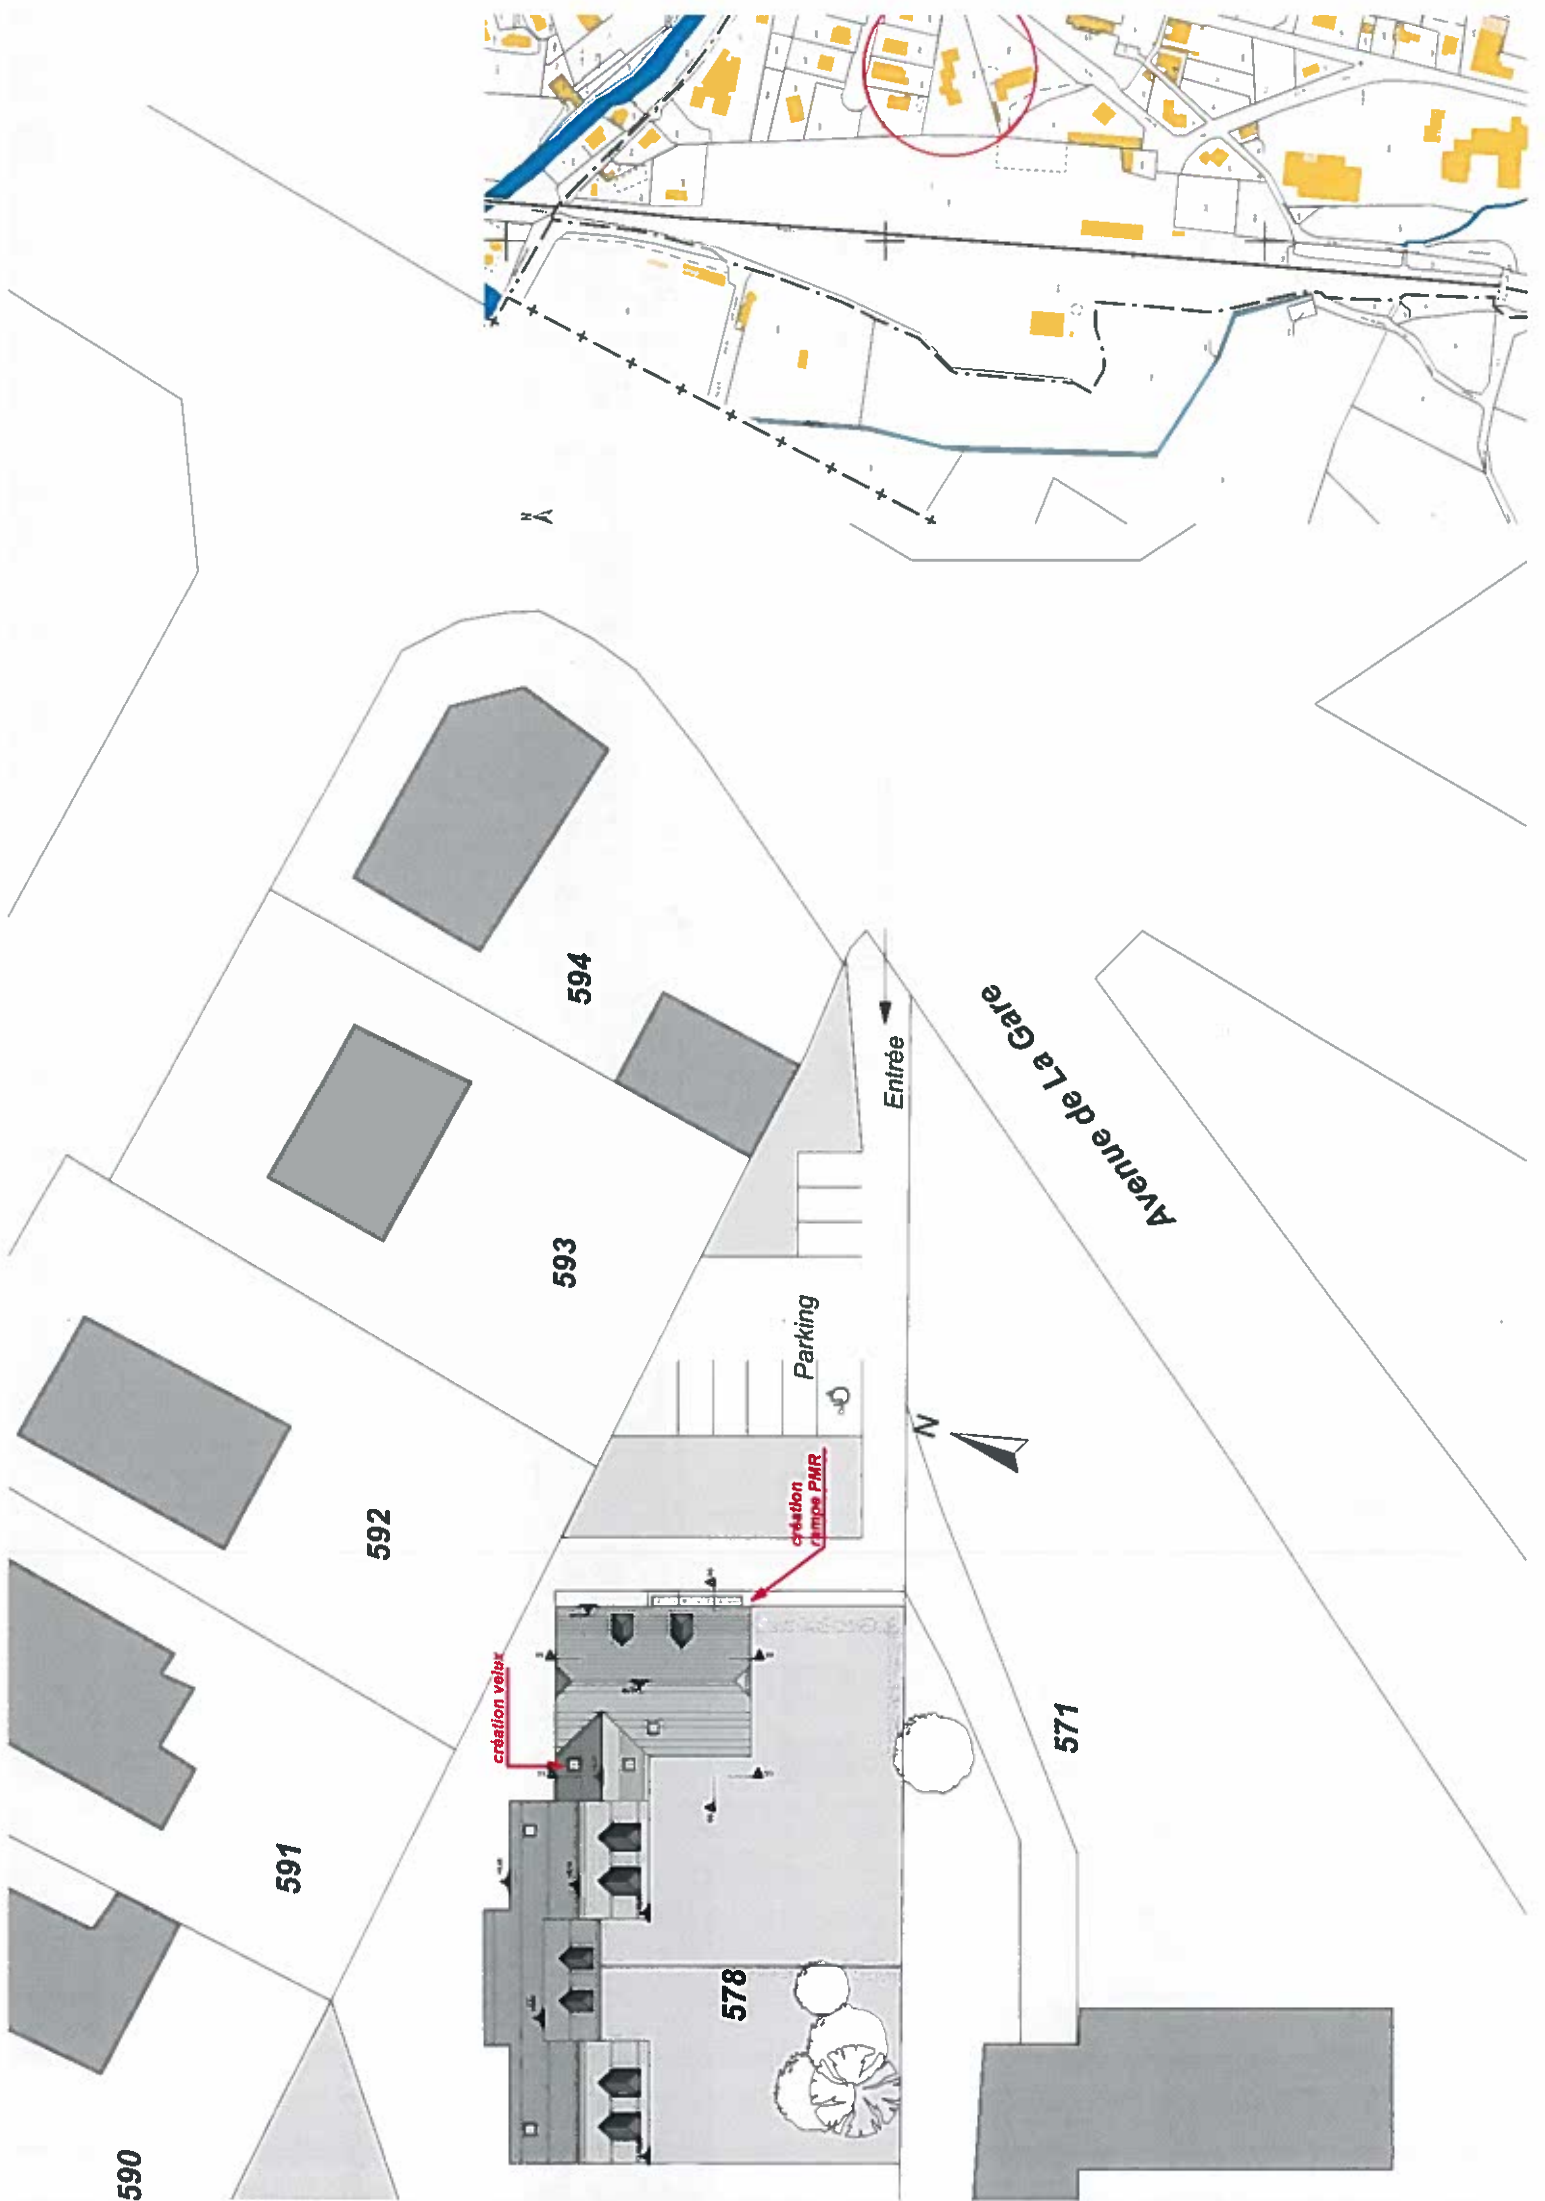 N
594
Entrée
Avenue de La Gare
593
Parking
N
création
rampe PMR
592
création velux
571
591
578
590